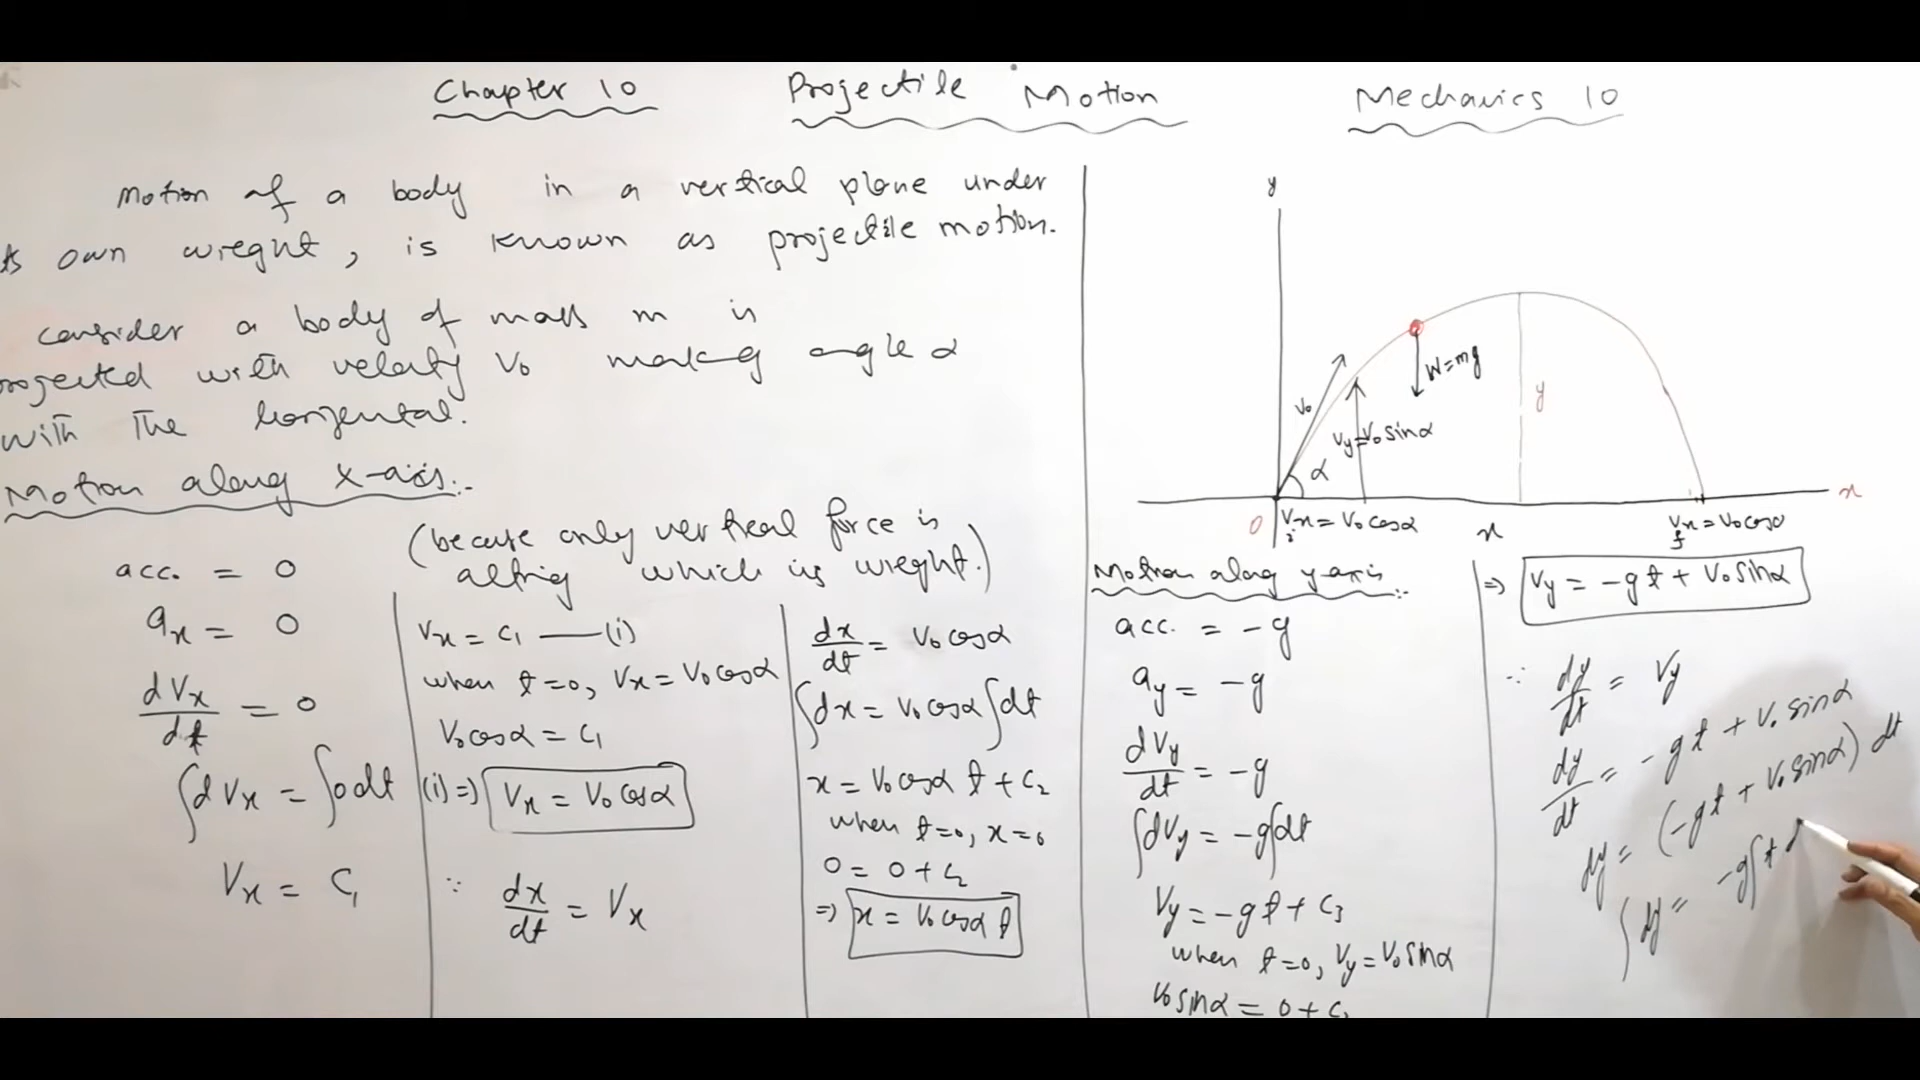 Chapter 10 Projectile Motion Mechanics 10
Motion of a body in a vertical plane under
its own wreght, is known as projectile motion.
consider a body of mass m is
projected with velocity V₀ making angle α
with the horizental.
Motion along x-axis:-
(because only vertical force is
acting which is wieght.)
acc. = 0
aₓ = 0
dVₓ/dt = 0
∫dVₓ = ∫0dt
Vₓ = C₁
Vₓ = C₁ —(i)
when t=0, Vₓ = V₀cosα
V₀cosα = C₁
(i)=) Vₓ = V₀cosα
∵ dx/dt = Vₓ
dx/dt = V₀cosα
∫dx = V₀cosα∫dt
x = V₀cosα t + C₂
when t=0, x=0
0 = 0+C₂
=) x = V₀cosα t
y
V₀
α
Vy=V₀sinα
W=mg
y
x
0
Vₓ = V₀cosα
i
x
Vₓ = V₀cosα
f
Motion along y-axis:-
acc. = -g
ay = -g
dVy/dt = -g
∫dVy = -g∫dt
Vy = -gt + C₃
when t=0, Vy=V₀sinα
V₀sinα = 0+C₃
=) Vy = -gt + V₀sinα
∵ dy/dt = Vy
dy/dt = -gt + V₀sinα
dy = (-gt + V₀sinα) dt
∫dy = -g∫t